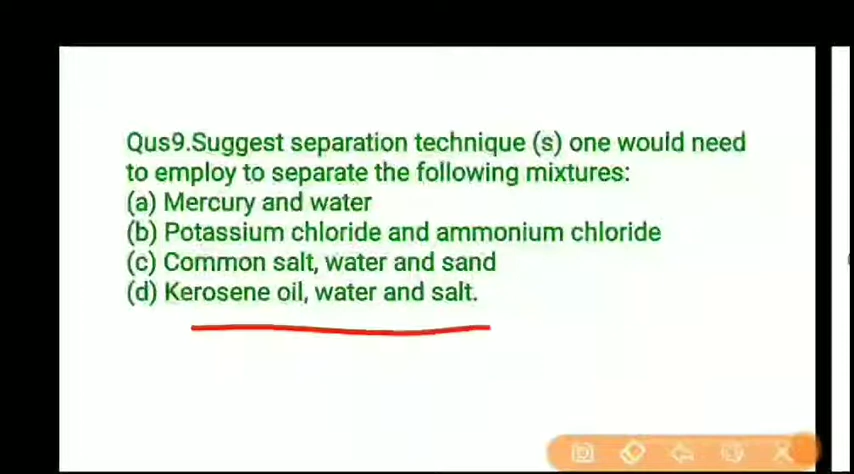 Qus9.Suggest separation technique (s) one would need
to employ to separate the following mixtures:
(a) Mercury and water
(b) Potassium chloride and ammonium chloride
(c) Common salt, water and sand
(d) Kerosene oil, water and salt.